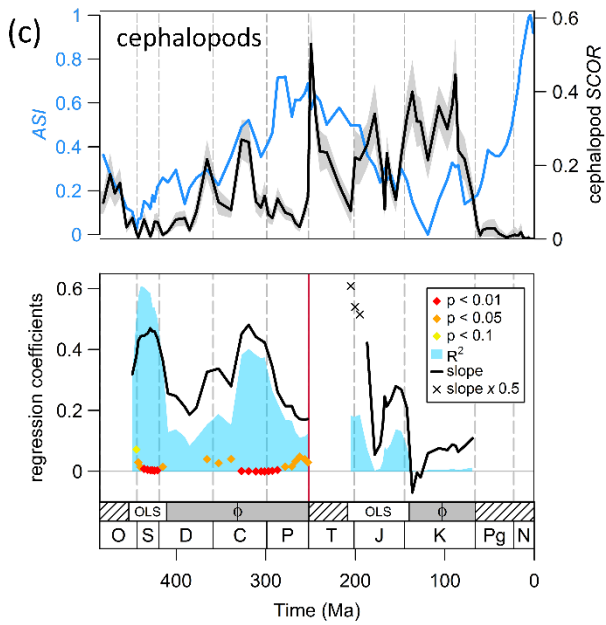 (c)
cephalopods
1
0.8
0.6
0.4
0.2
0
ASI
0.6
0.4
0.2
0
cephalopod SCOR
0.6
0.4
0.2
0
regression coefficients
p < 0.01
p < 0.05
p < 0.1
R²
slope
slope x 0.5
OLS ϕ OLS ϕ
O S D C P T J K Pg N
400 300 200 100 0
Time (Ma)